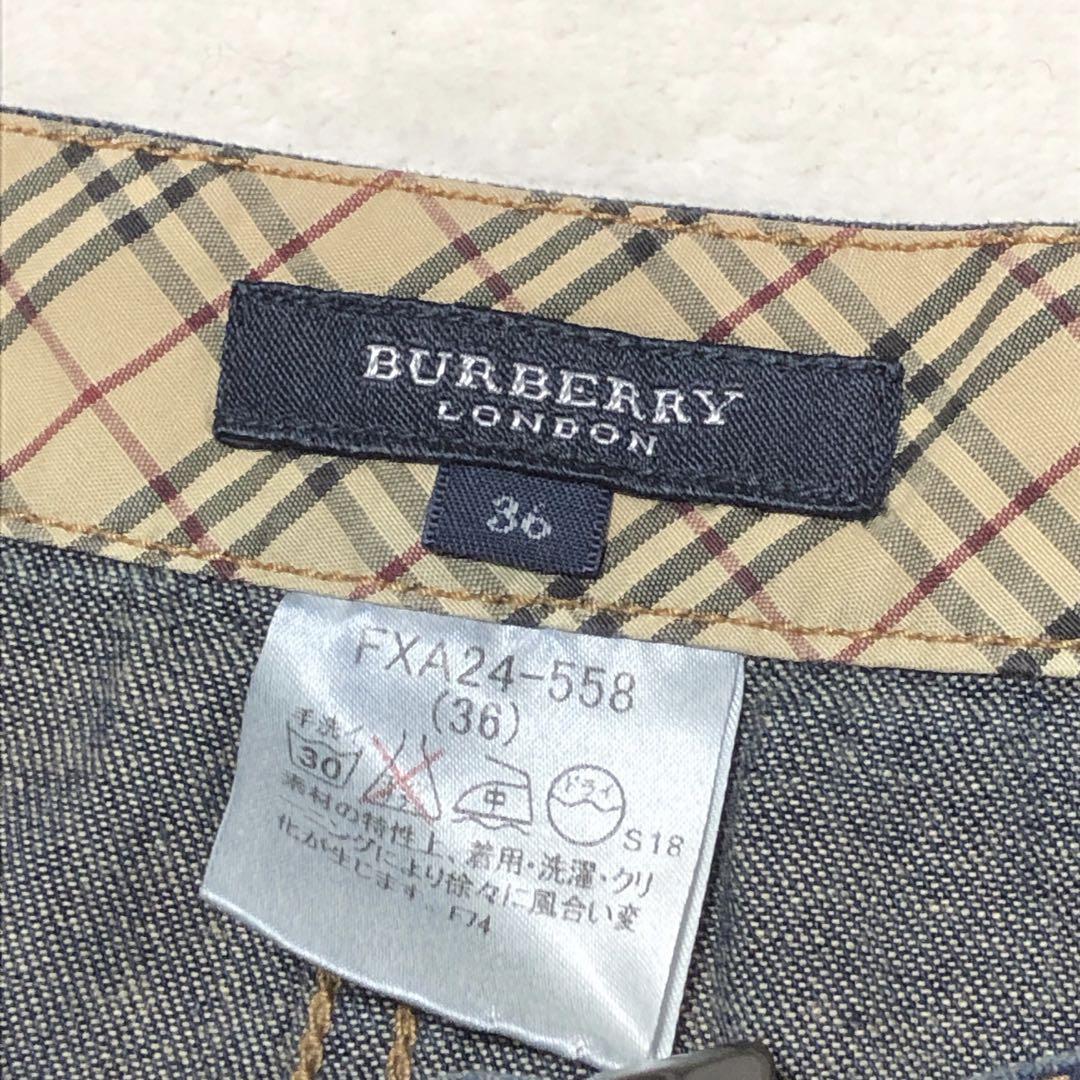 BURBERRY
LONDON
36
FXA24-558
(36)
手洗イ
30
中
ドライ
S18
素材の特性上、着用・洗濯・クリ
ーニングにより徐々に風合い変
化が生じます。F74